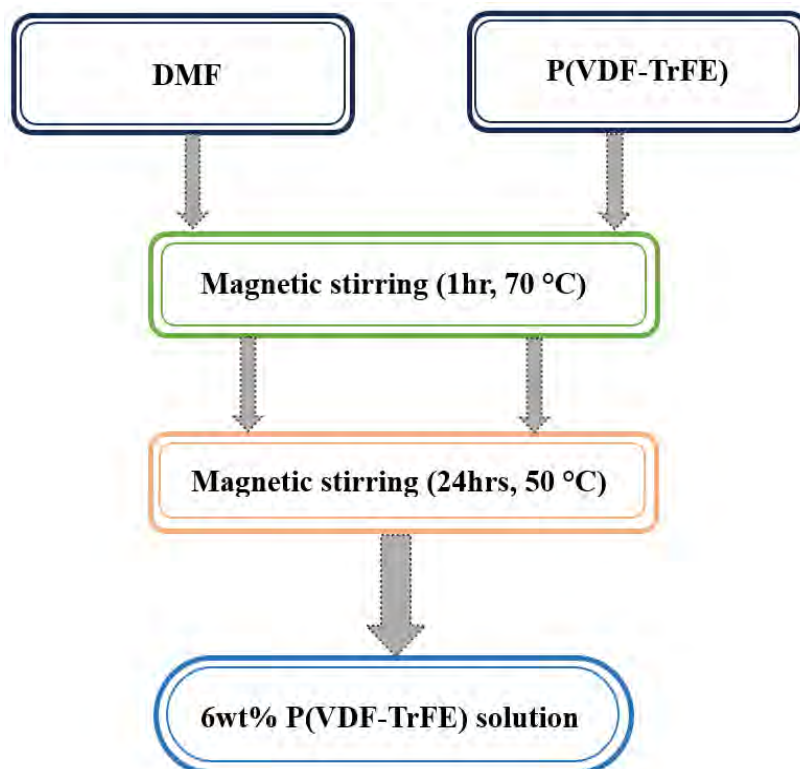 DMF
P(VDF-TrFE)
Magnetic stirring (1hr, 70 °C)
Magnetic stirring (24hrs, 50 °C)
6wt% P(VDF-TrFE) solution